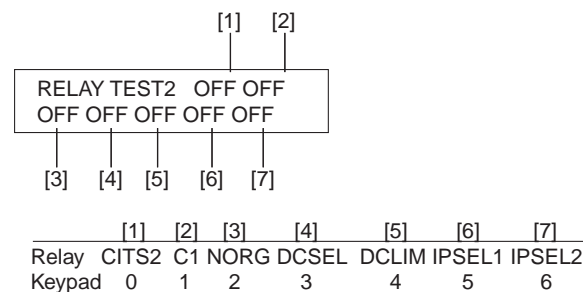 [1] [2]
RELAY TEST2 OFF OFF
OFF OFF OFF OFF OFF
[3] [4] [5] [6] [7]
[1] [2] [3] [4] [5] [6] [7]
Relay CITS2 C1 NORG DCSEL DCLIM IPSEL1 IPSEL2
Keypad 0 1 2 3 4 5 6